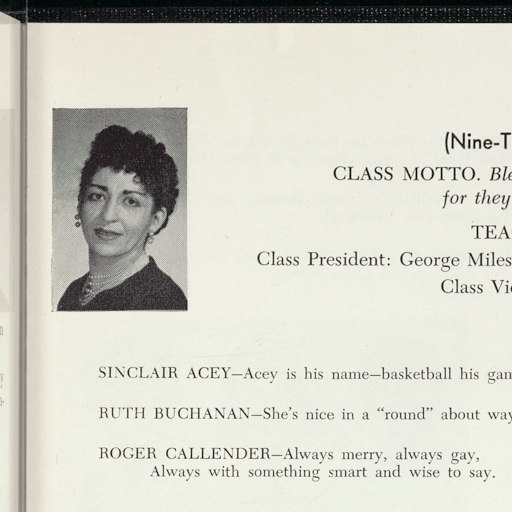 (Nine-T
CLASS MOTTO. Ble
for they
TEA
Class President: George Miles
Class Vi
SINCLAIR ACEY—Acey is his name—basketball his gam
RUTH BUCHANAN—She's nice in a "round" about way
ROGER CALLENDER—Always merry, always gay,
Always with something smart and wise to say.